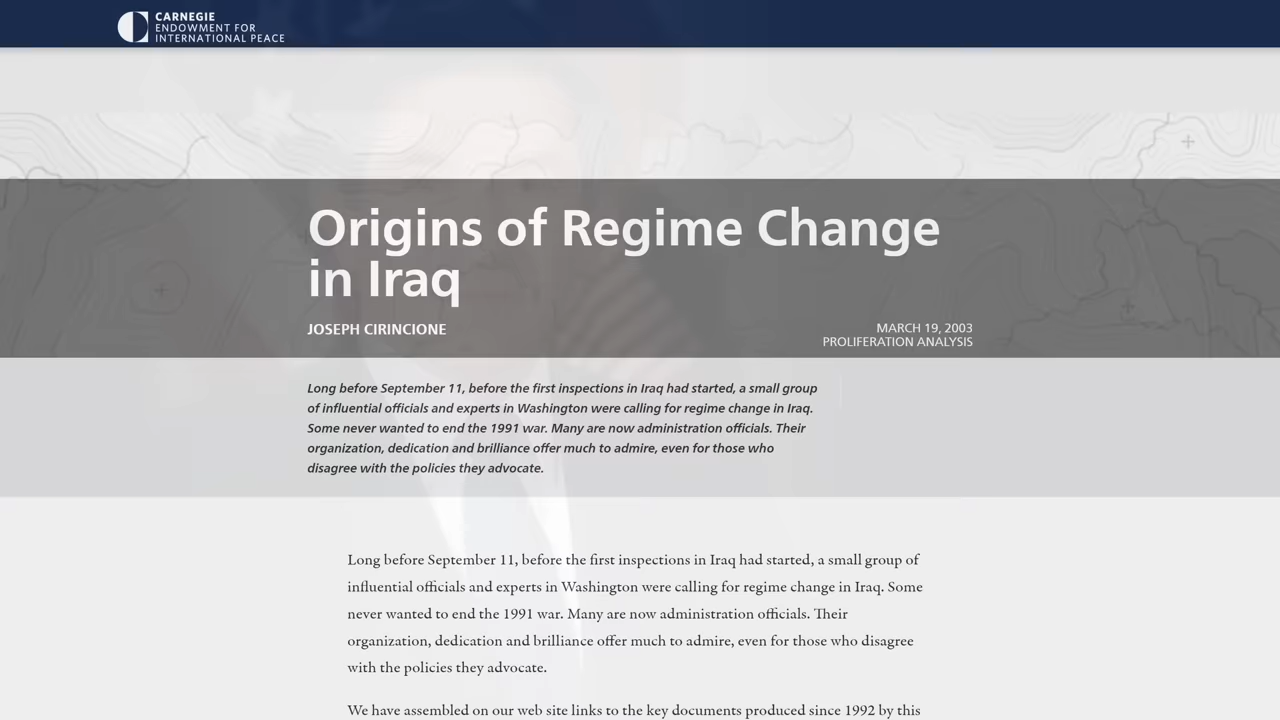 CARNEGIE
ENDOWMENT FOR
INTERNATIONAL PEACE
Origins of Regime Change
in Iraq
JOSEPH CIRINCIONE
MARCH 19, 2003
PROLIFERATION ANALYSIS
Long before September 11, before the first inspections in Iraq had started, a small group
of influential officials and experts in Washington were calling for regime change in Iraq.
Some never wanted to end the 1991 war. Many are now administration officials. Their
organization, dedication and brilliance offer much to admire, even for those who
disagree with the policies they advocate.
Long before September 11, before the first inspections in Iraq had started, a small group of
influential officials and experts in Washington were calling for regime change in Iraq. Some
never wanted to end the 1991 war. Many are now administration officials. Their
organization, dedication and brilliance offer much to admire, even for those who disagree
with the policies they advocate.
We have assembled on our web site links to the key documents produced since 1992 by this